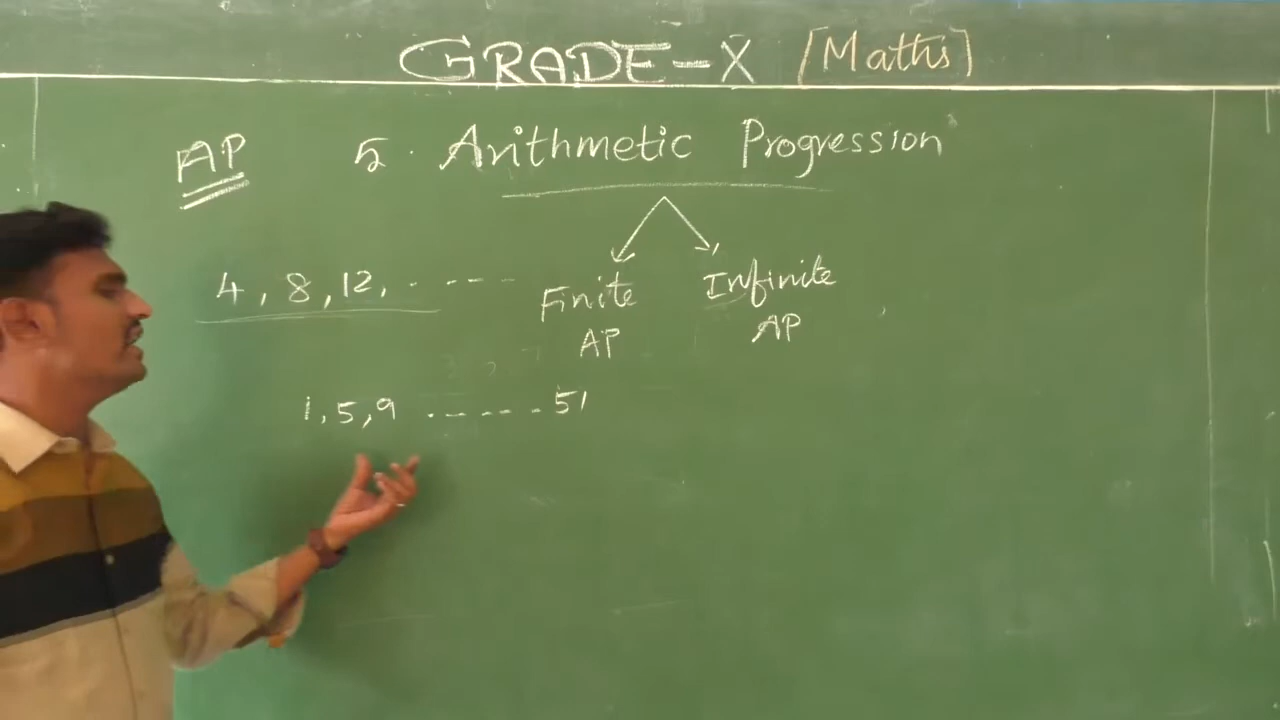 GRADE-X [Maths]
AP 5. Arithmetic Progression
4, 8, 12, ------
Finite AP
Infinite AP
1, 5, 9 ------ 51